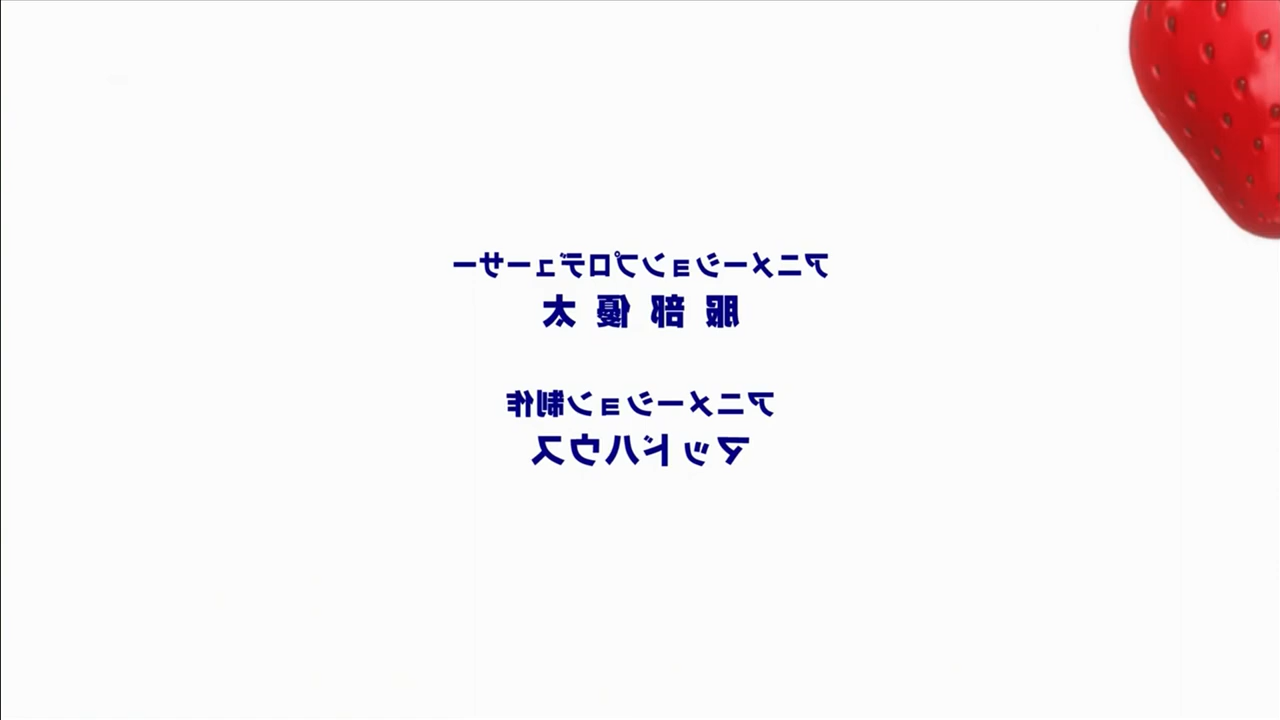 アニメーションプロデューサー
服部優太
アニメーション制作
マッドハウス